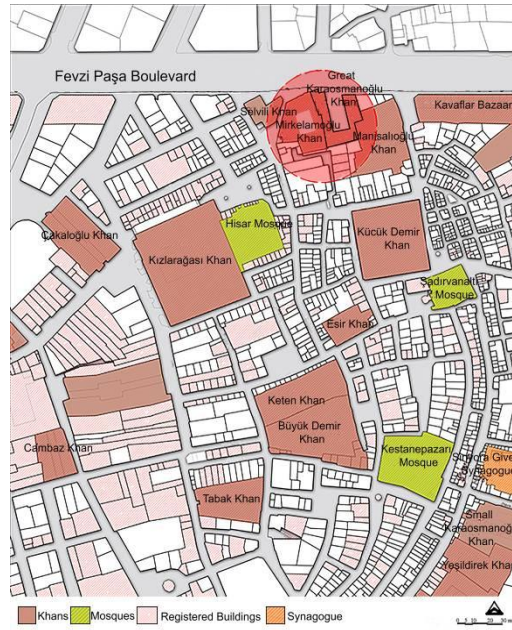 Fevzi Paşa Boulevard
Great
Karaosmanoğlu
Khan
Selvili Khan
Mirkelamoğlu
Khan
Manisalıoğlu
Khan
Kavaflar Bazaar
Çakaloğlu Khan
Hisar Mosque
Kızlarağası Khan
Kücük Demir
Khan
Şadırvanaltı
Mosque
Esir Khan
Keten Khan
Büyük Demir
Khan
Cambaz Khan
Kestanepazarı
Mosque
Synagogue
Tabak Khan
Small
Karaosmanoğlu
Khan
Yeşildirek Khan
Khans
Mosques
Registered Buildings
Synagogue